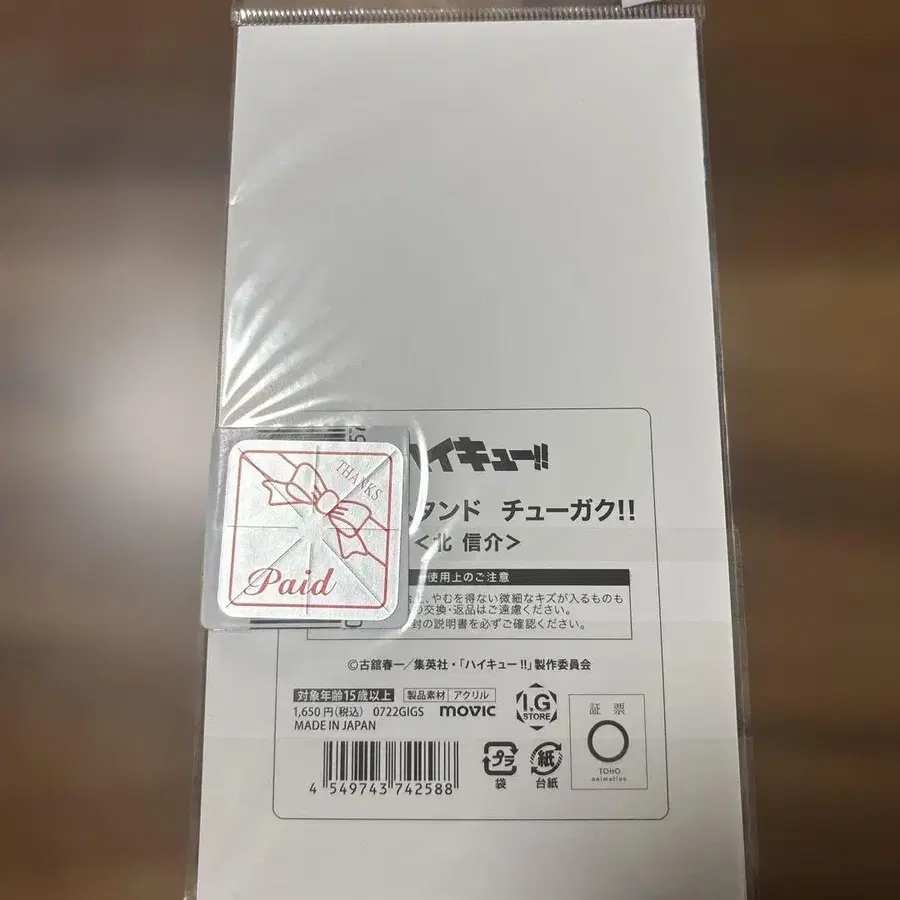 ハイキュー!!
タンド チューガク!!
<北 信介>
THANKS
Paid
使用上のご注意
上、やむを得ない微細なキズが入るものも
の交換・返品はご遠慮ください。
封の説明書を必ずご確認ください。
©古舘春一/集英社・「ハイキュー!!」製作委員会
対象年齢15歳以上 製品素材 アクリル
1,650円(税込) 0722GIGS movic I.G STORE
MADE IN JAPAN
証票
TOHO
animation
4 549743 742588
プラ 袋
紙 台紙